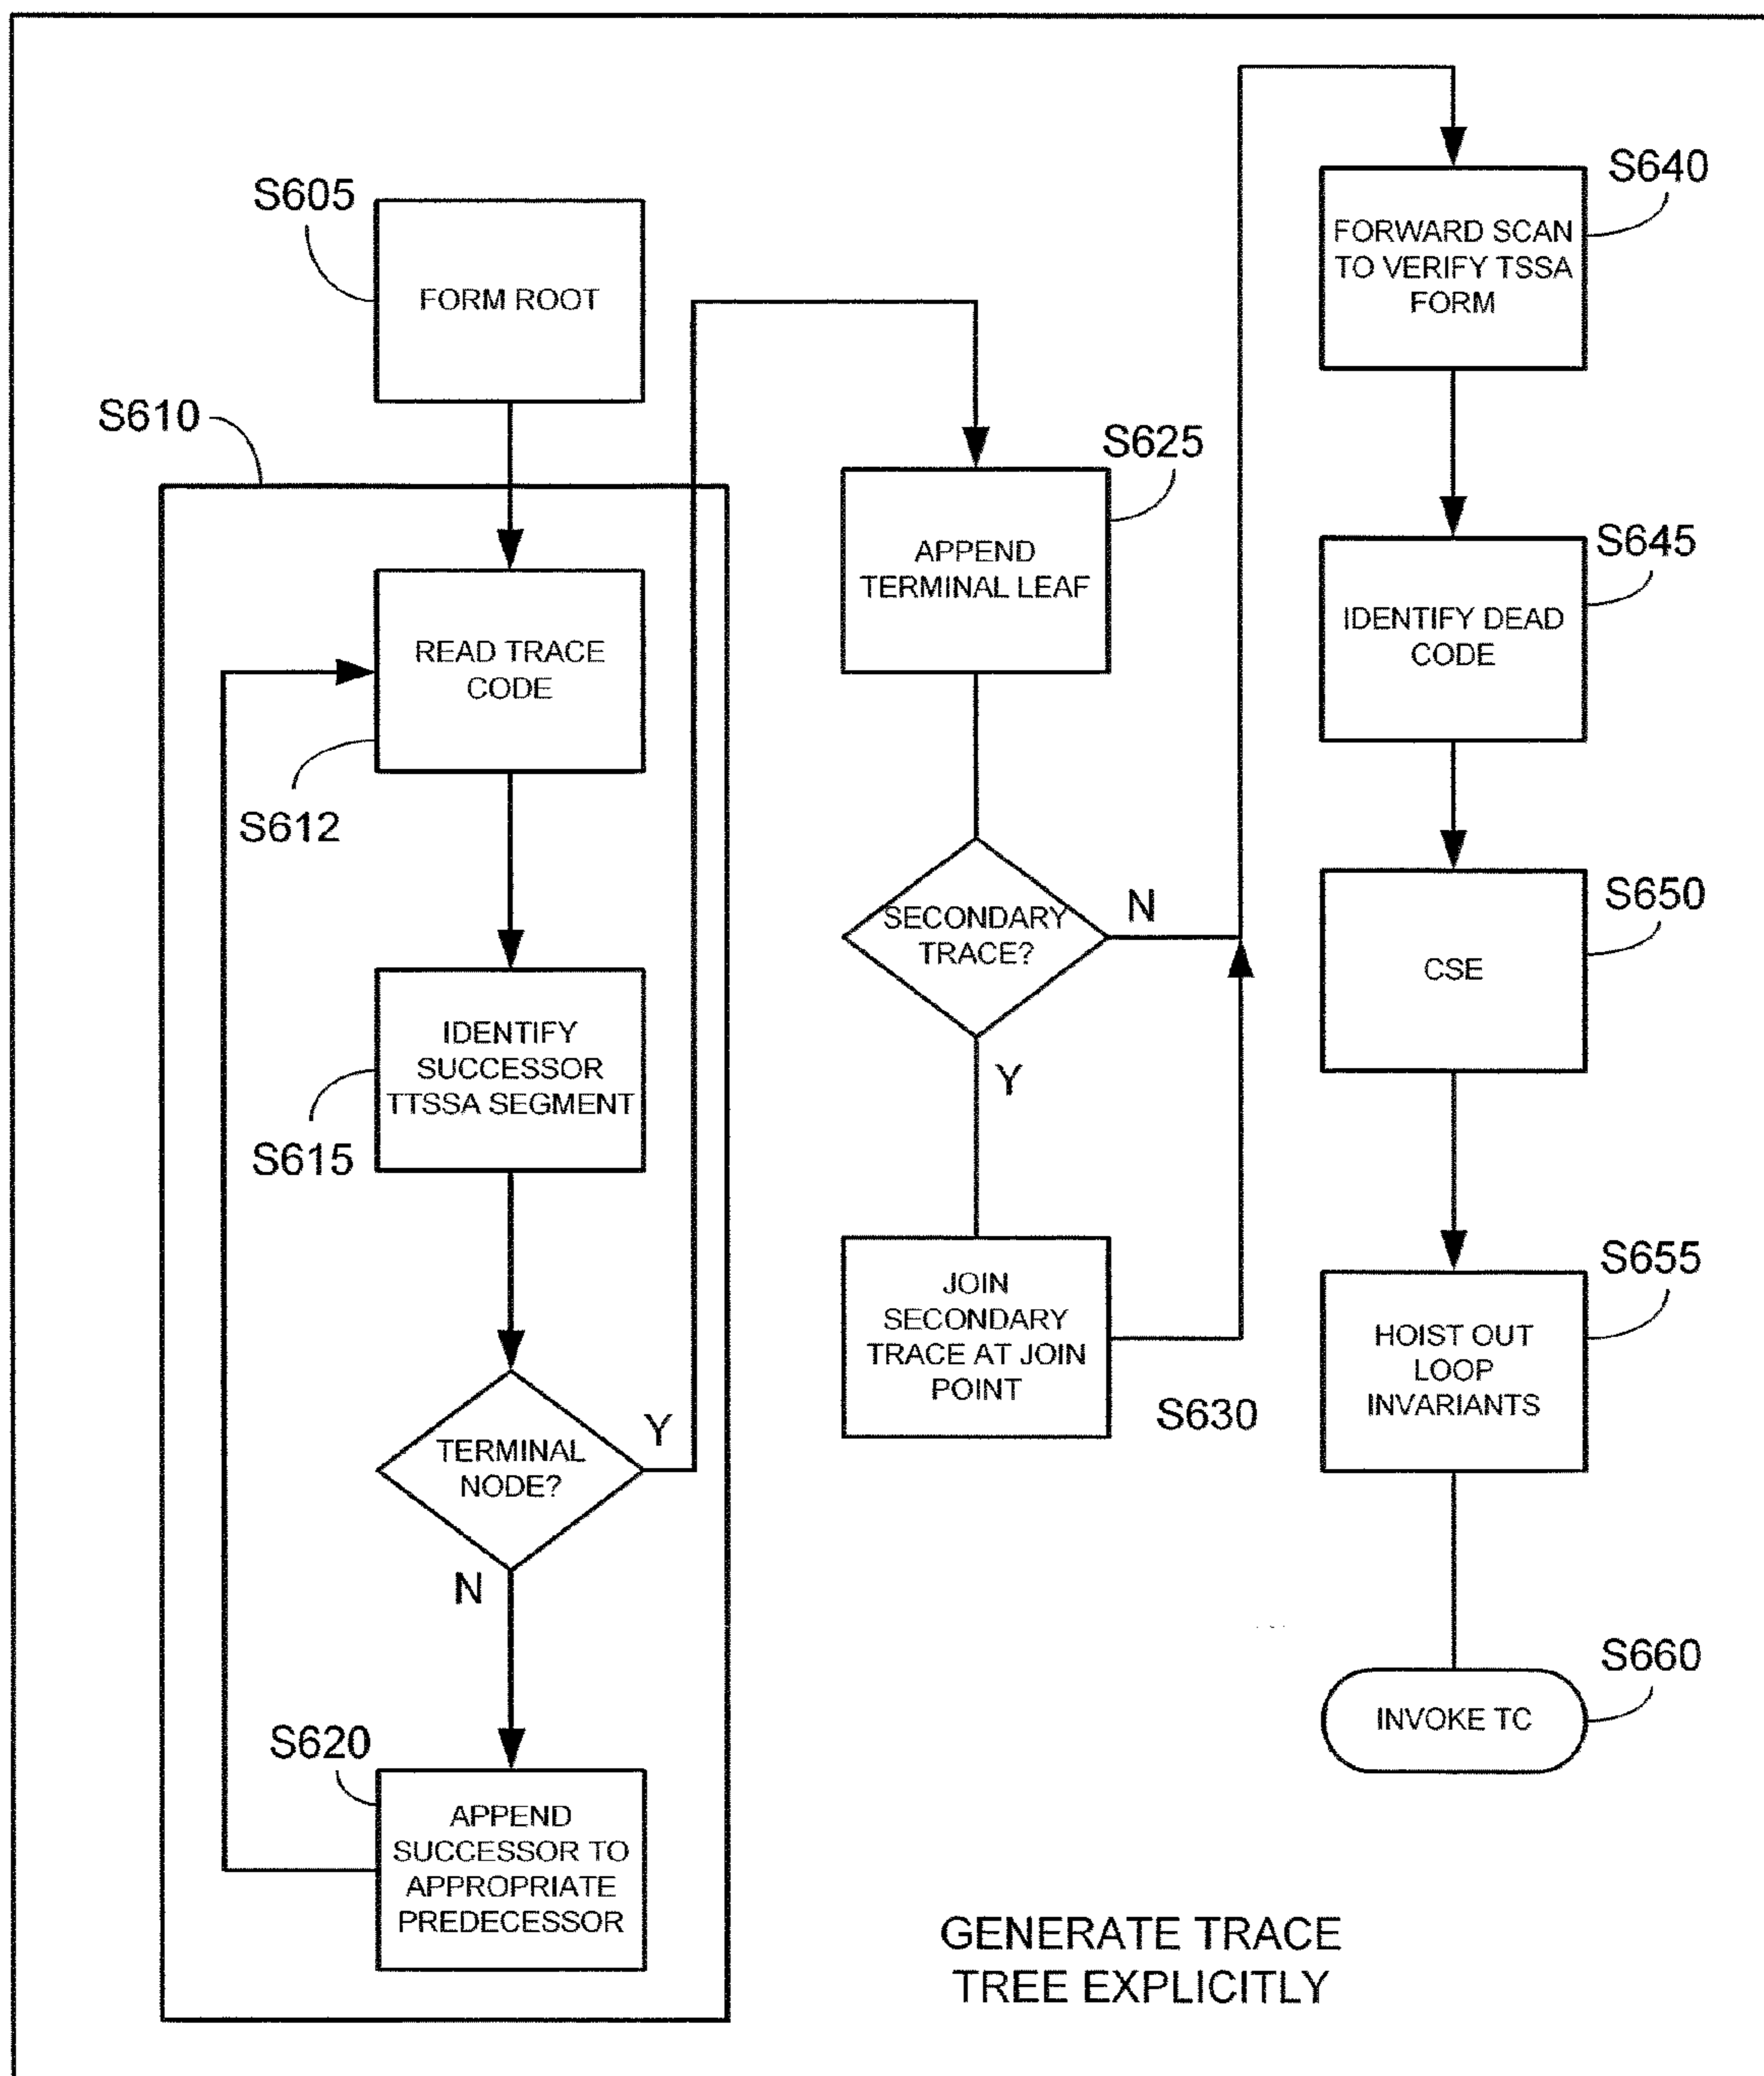 S605
FORM ROOT
S610
READ TRACE
CODE
S612
IDENTIFY
SUCCESSOR
TTSSA SEGMENT
S615
TERMINAL
NODE?
Y
N
S620
APPEND
SUCCESSOR TO
APPROPRIATE
PREDECESSOR
S625
APPEND
TERMINAL LEAF
SECONDARY
TRACE?
N
Y
JOIN
SECONDARY
TRACE AT JOIN
POINT
S630
S640
FORWARD SCAN
TO VERIFY TSSA
FORM
S645
IDENTIFY DEAD
CODE
S650
CSE
S655
HOIST OUT
LOOP
INVARIANTS
S660
INVOKE TC
GENERATE TRACE
TREE EXPLICITLY